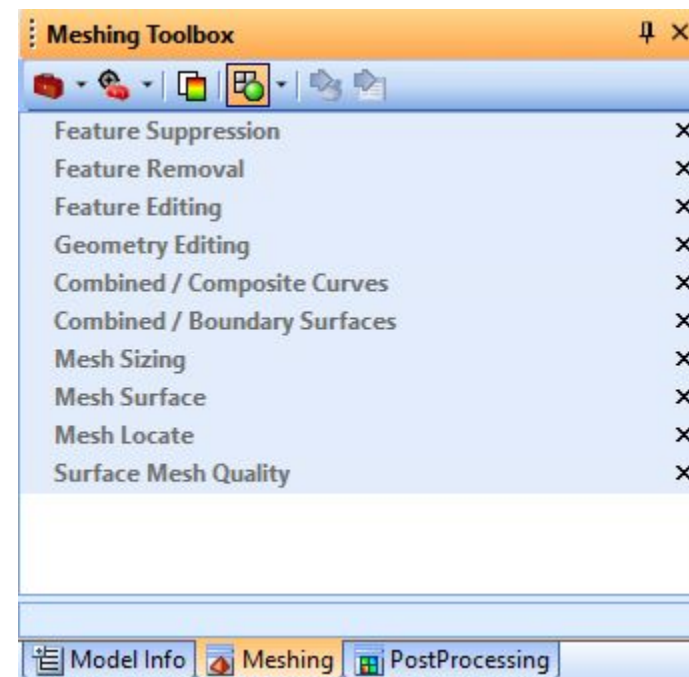 Meshing Toolbox
Feature Suppression
Feature Removal
Feature Editing
Geometry Editing
Combined / Composite Curves
Combined / Boundary Surfaces
Mesh Sizing
Mesh Surface
Mesh Locate
Surface Mesh Quality
Model Info Meshing PostProcessing